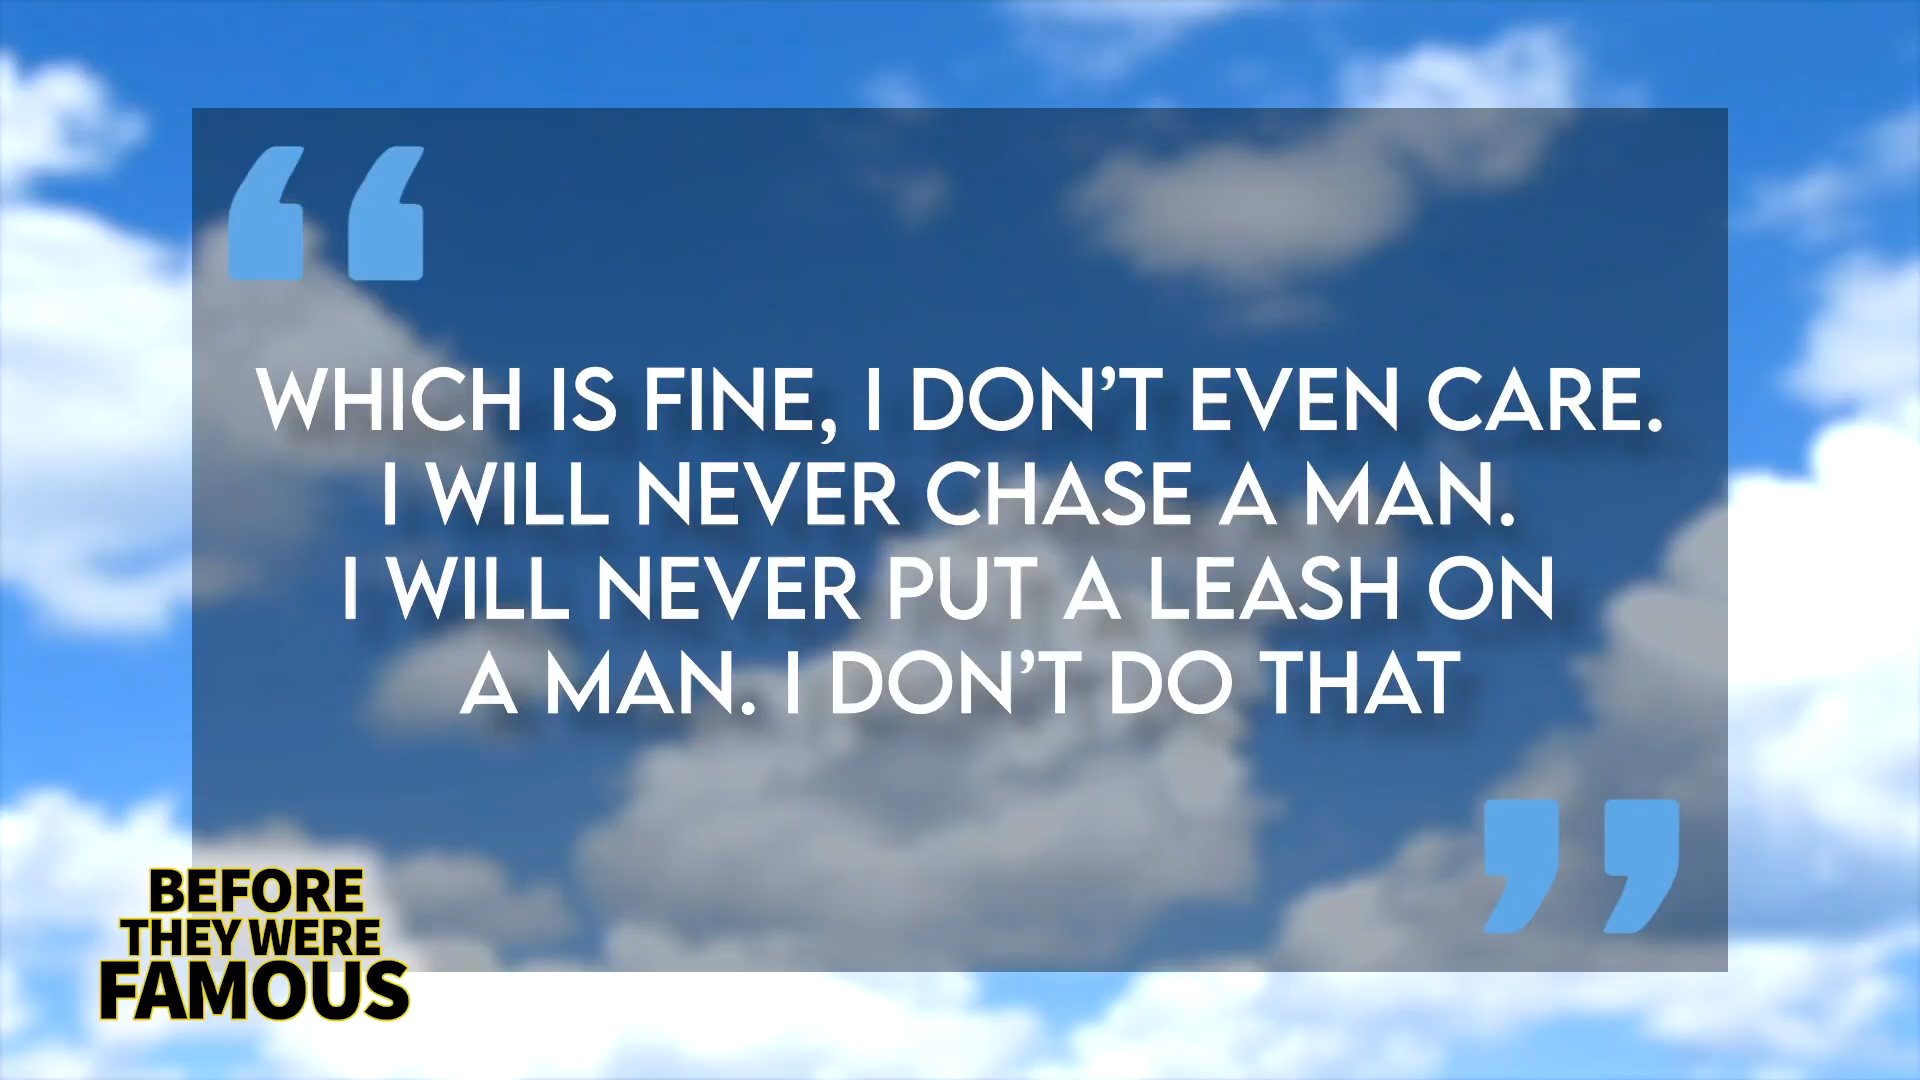 WHICH IS FINE, I DON’T EVEN CARE.
I WILL NEVER CHASE A MAN.
I WILL NEVER PUT A LEASH ON
A MAN. I DON’T DO THAT
BEFORE
THEY WERE
FAMOUS